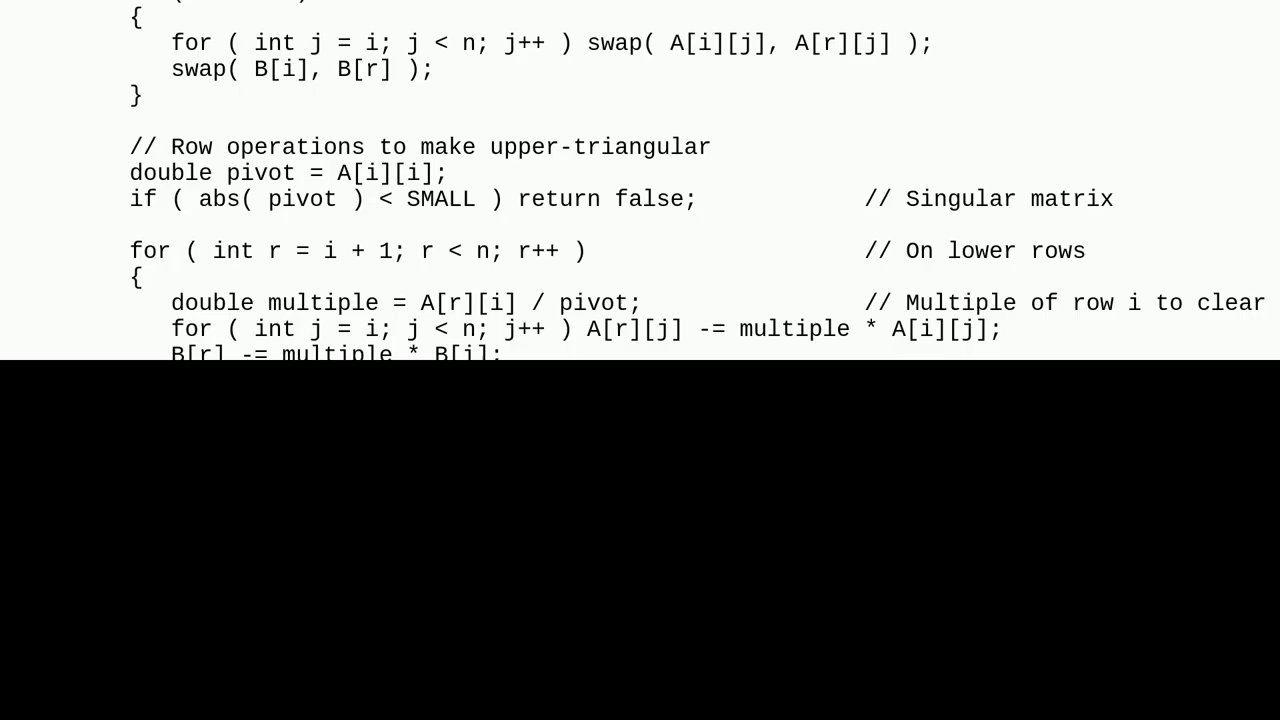 {
for ( int j = i; j < n; j++ ) swap( A[i][j], A[r][j] );
swap( B[i], B[r] );
}
// Row operations to make upper-triangular
double pivot = A[i][i];
if ( abs( pivot ) < SMALL ) return false; // Singular matrix
for ( int r = i + 1; r < n; r++ ) // On lower rows
{
double multiple = A[r][i] / pivot; // Multiple of row i to clear
for ( int j = i; j < n; j++ ) A[r][j] -= multiple * A[i][j];
B[r] -= multiple * B[i];